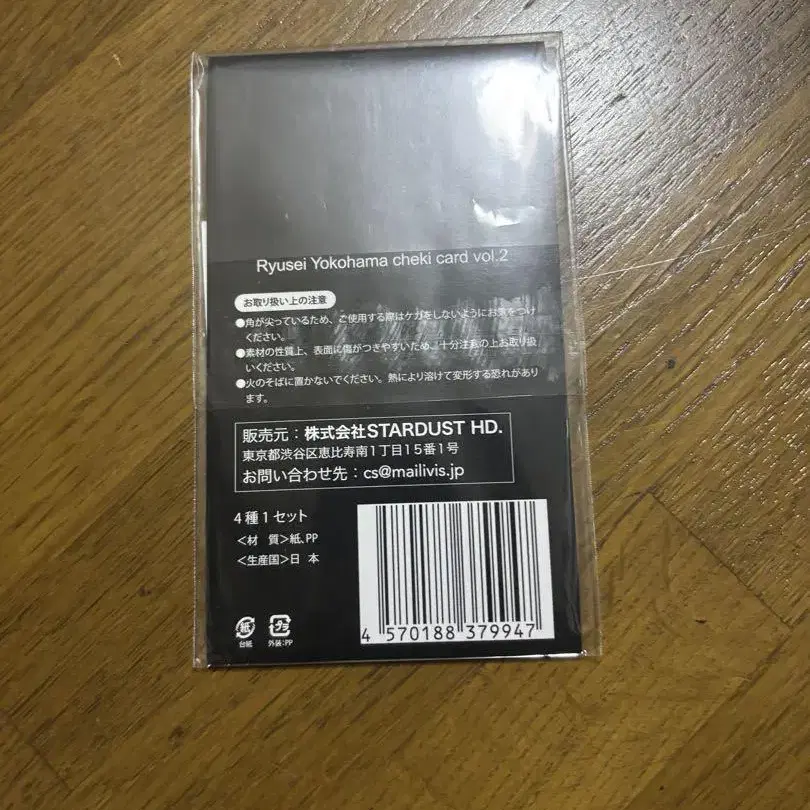 Ryusei Yokohama cheki card vol.2
お取り扱い上の注意
●角が尖っているため、ご使用する際はケガをしないようにお気をつけ
ください。
●素材の性質上、表面に傷がつきやすいため、十分注意の上お取り扱
いください。
●火のそばに置かないでください。熱により溶けて変形する恐れがあり
ます。
販売元：株式会社STARDUST HD.
東京都渋谷区恵比寿南1丁目15番1号
お問い合わせ先：cs@mailivis.jp
4種1セット
＜材　質＞紙、PP
＜生産国＞日　本
紙
台紙
プラ
外装：PP
4 570188 379947